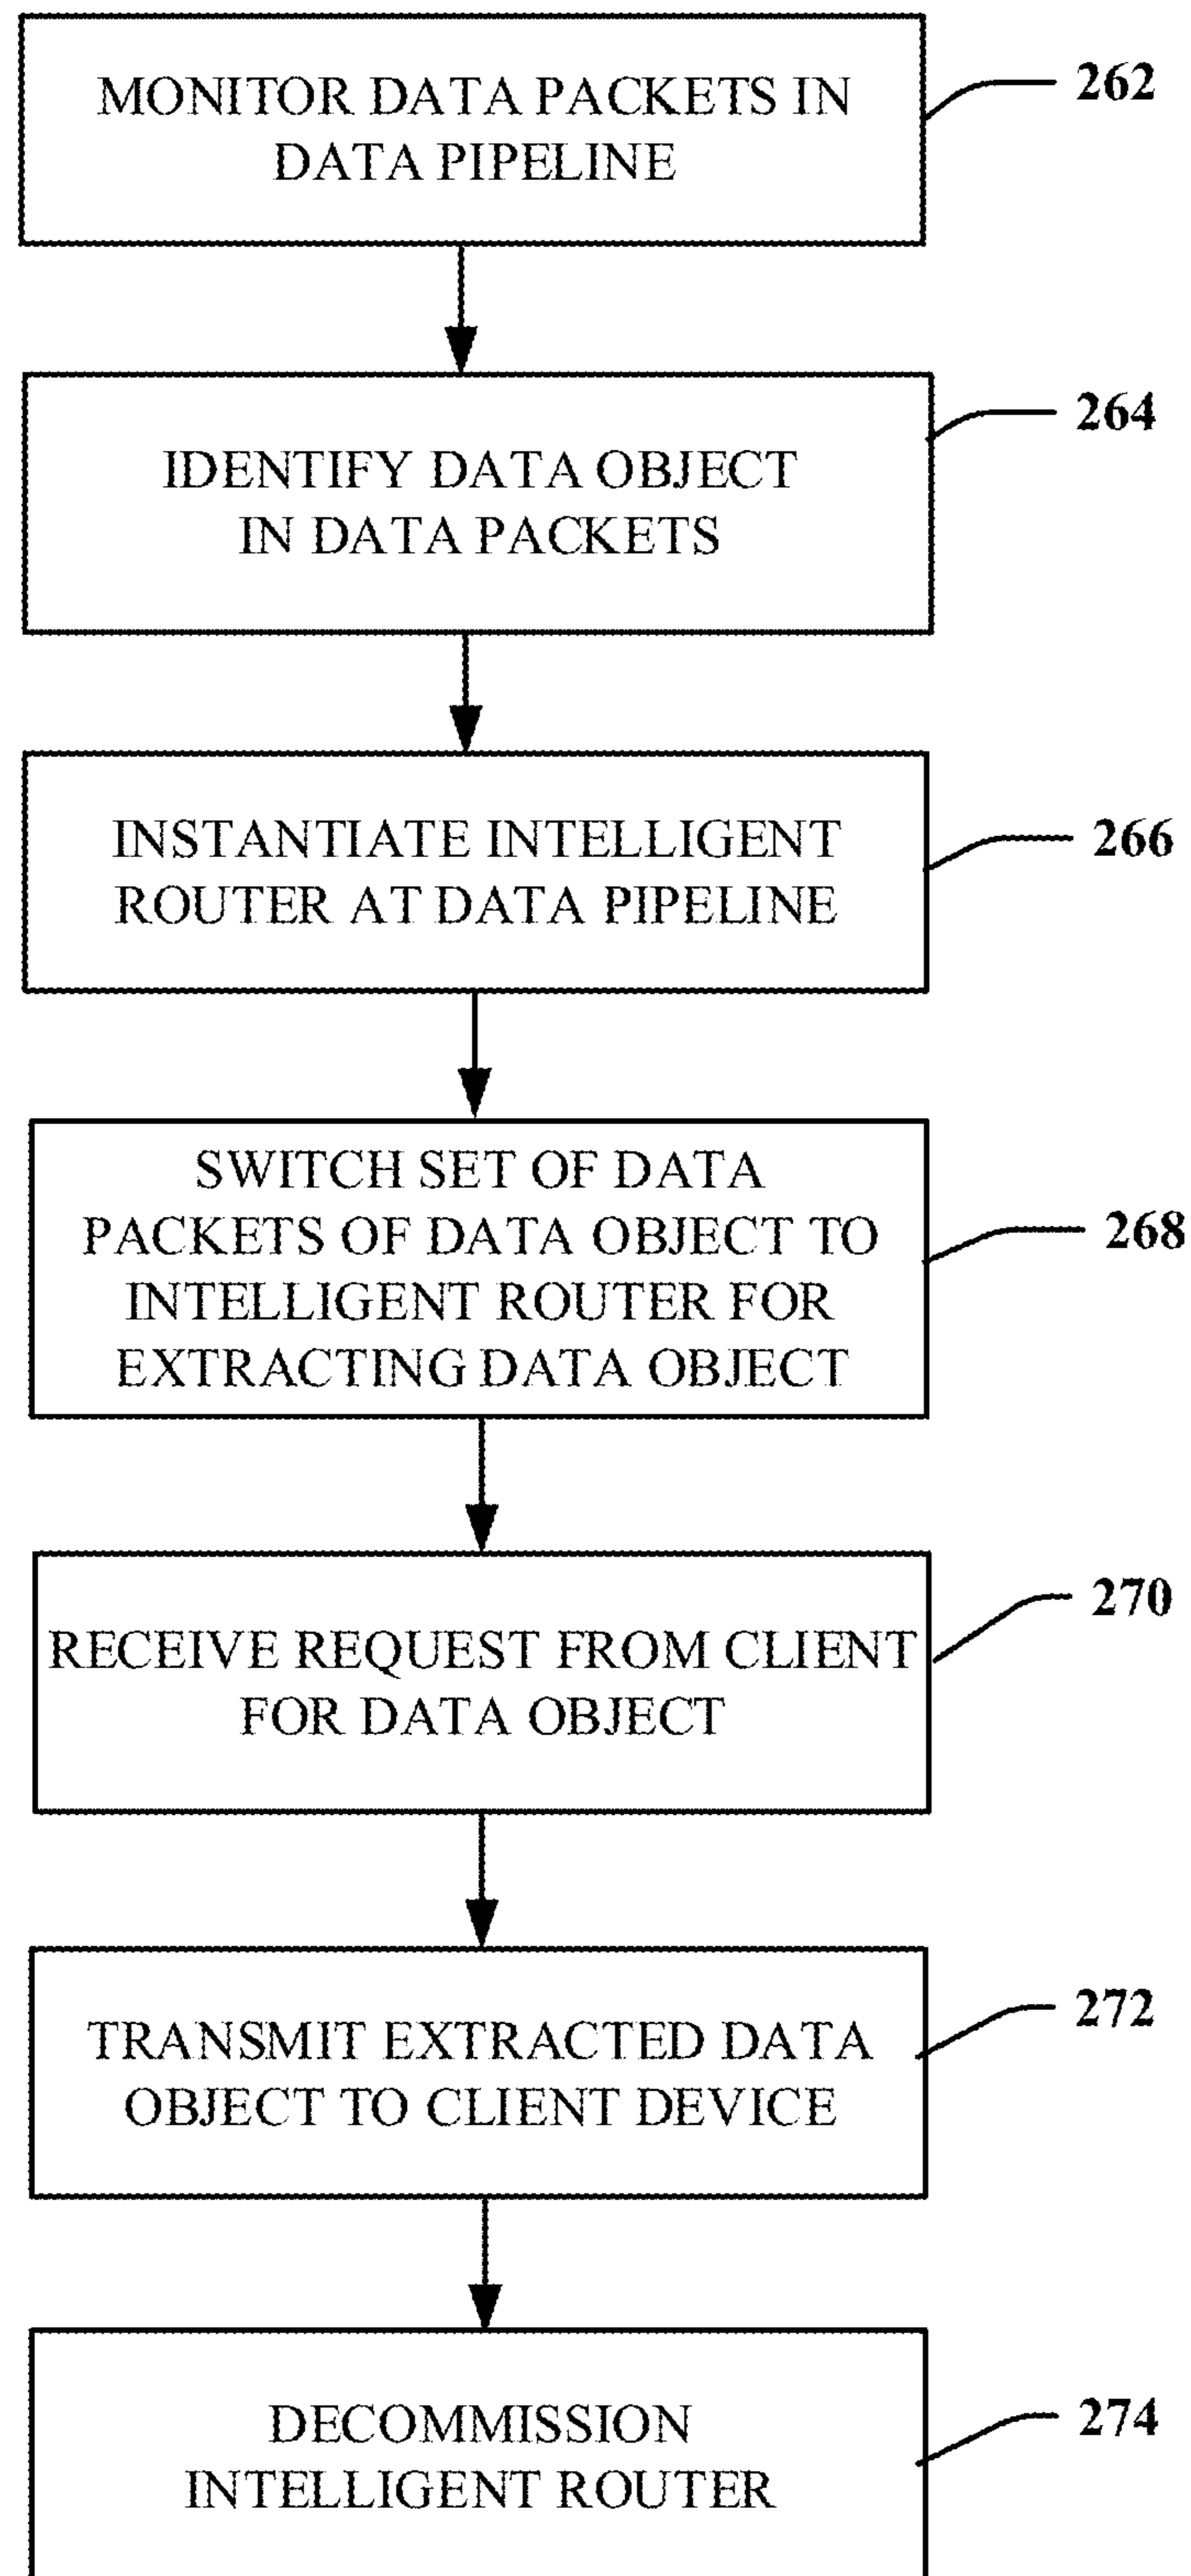 MONITOR DATA PACKETS IN
DATA PIPELINE
262
IDENTIFY DATA OBJECT
IN DATA PACKETS
264
INSTANTIATE INTELLIGENT
ROUTER AT DATA PIPELINE
266
SWITCH SET OF DATA
PACKETS OF DATA OBJECT TO
INTELLIGENT ROUTER FOR
EXTRACTING DATA OBJECT
268
RECEIVE REQUEST FROM CLIENT
FOR DATA OBJECT
270
TRANSMIT EXTRACTED DATA
OBJECT TO CLIENT DEVICE
272
DECOMMISSION
INTELLIGENT ROUTER
274